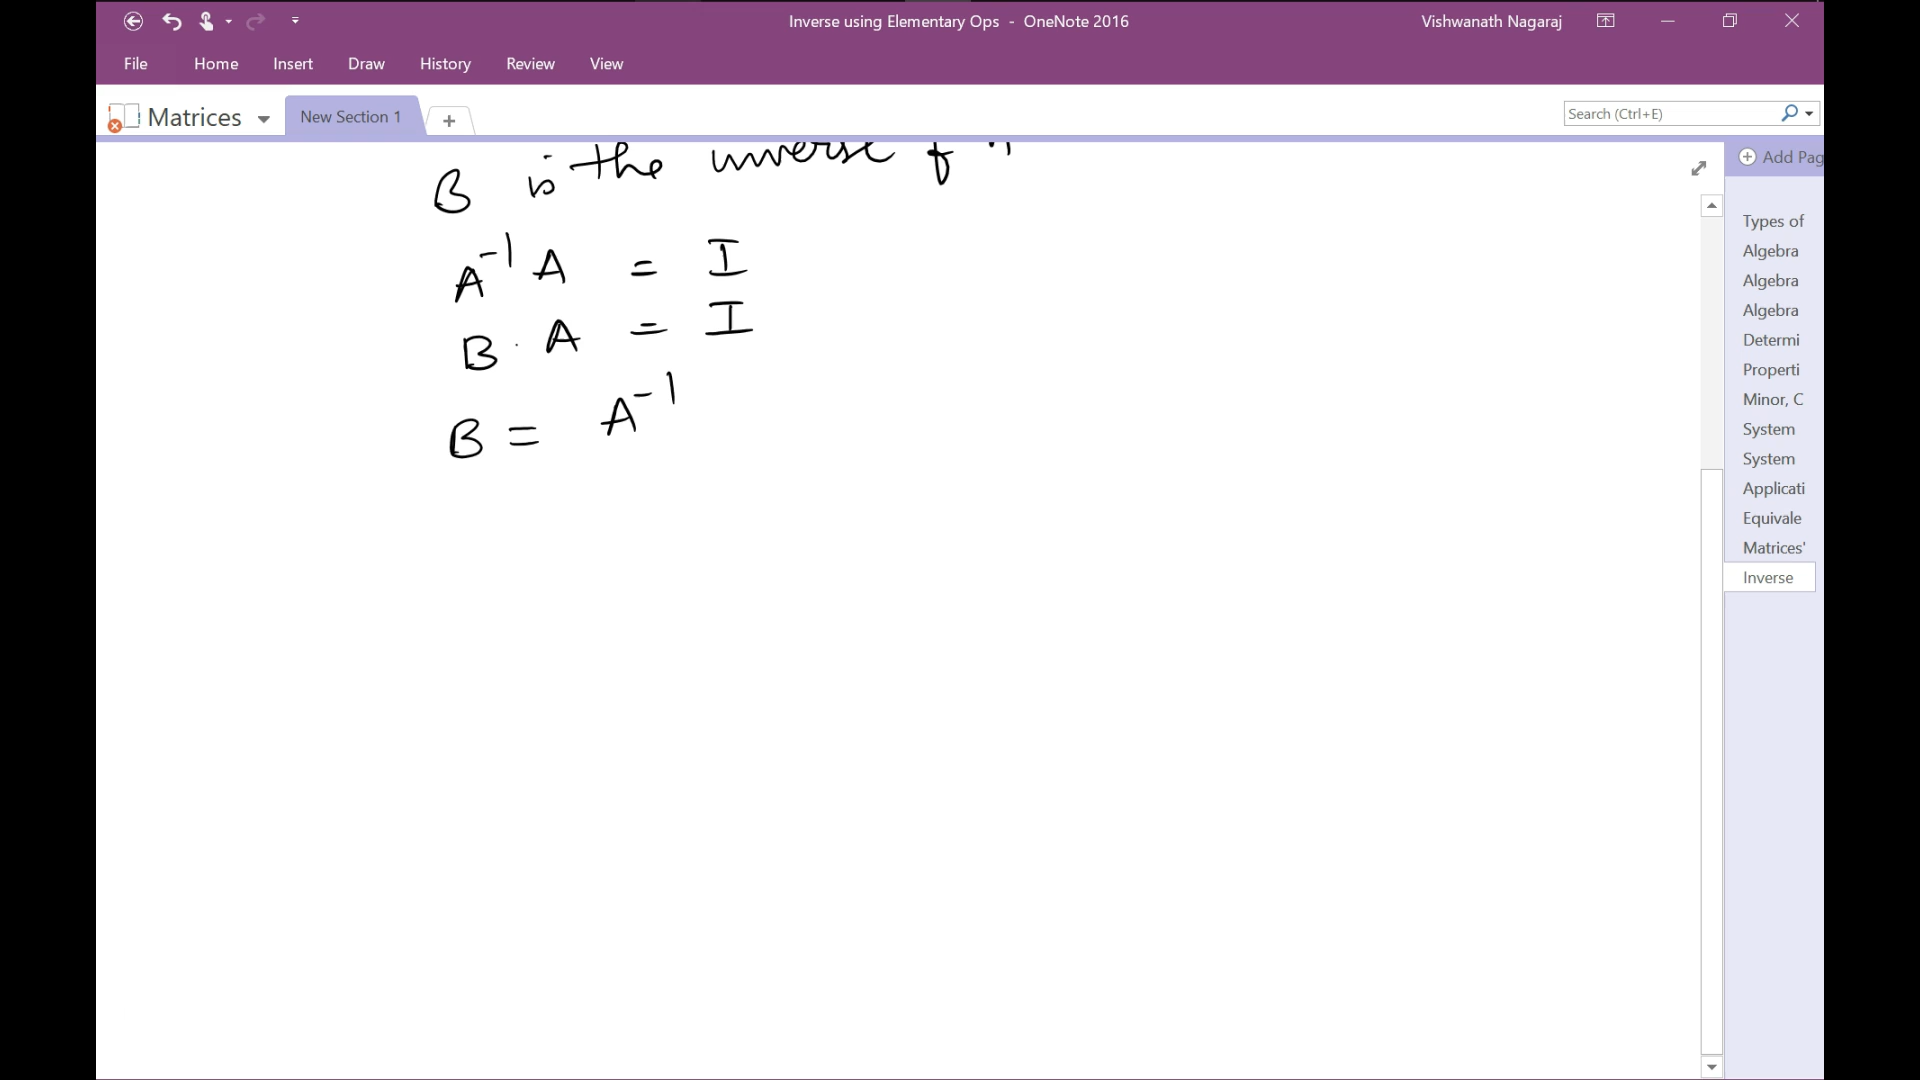 Inverse using Elementary Ops - OneNote 2016
Vishwanath Nagaraj
File Home Insert Draw History Review View
Matrices
New Section 1
+
Search (Ctrl+E)
Add Pag
B is the inverse of
A⁻¹ A = I
B · A = I
B = A⁻¹
Types of
Algebra
Algebra
Algebra
Determi
Properti
Minor, C
System
System
Applicati
Equivale
Matrices'
Inverse